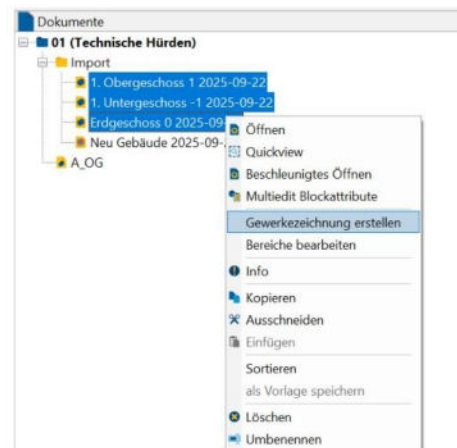 Dokumente
01 (Technische Hürden)
Import
1. Obergeschoss 1 2025-09-22
1. Untergeschoss -1 2025-09-22
Erdgeschoss 0 2025-09-
Neu Gebäude 2025-09-
A_OG
Öffnen
Quickview
Beschleunigtes Öffnen
Multiedit Blockattribute
Gewerkezeichnung erstellen
Bereiche bearbeiten
Info
Kopieren
Ausschneiden
Einfügen
Sortieren
als Vorlage speichern
Löschen
Umbenennen